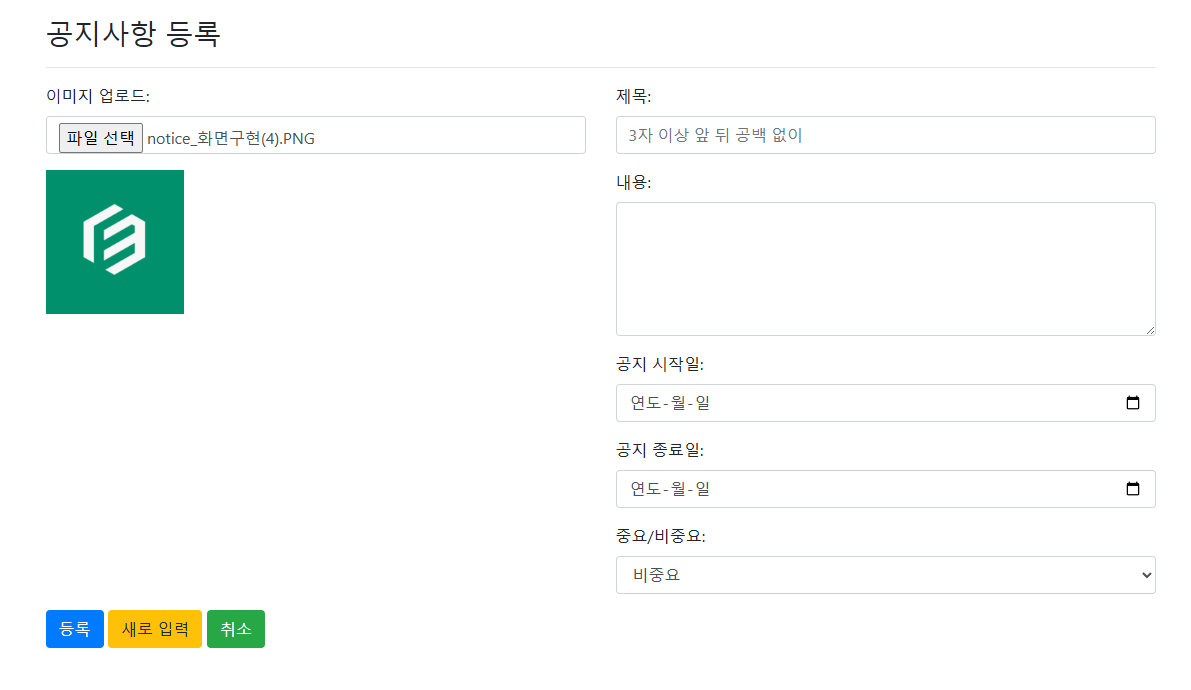 공지사항 등록
이미지 업로드:
파일 선택 notice_화면구현(4).PNG
제목:
3자 이상 앞 뒤 공백 없이
내용:
공지 시작일:
연도-월-일
공지 종료일:
연도-월-일
중요/비중요:
비중요
등록 새로 입력 취소